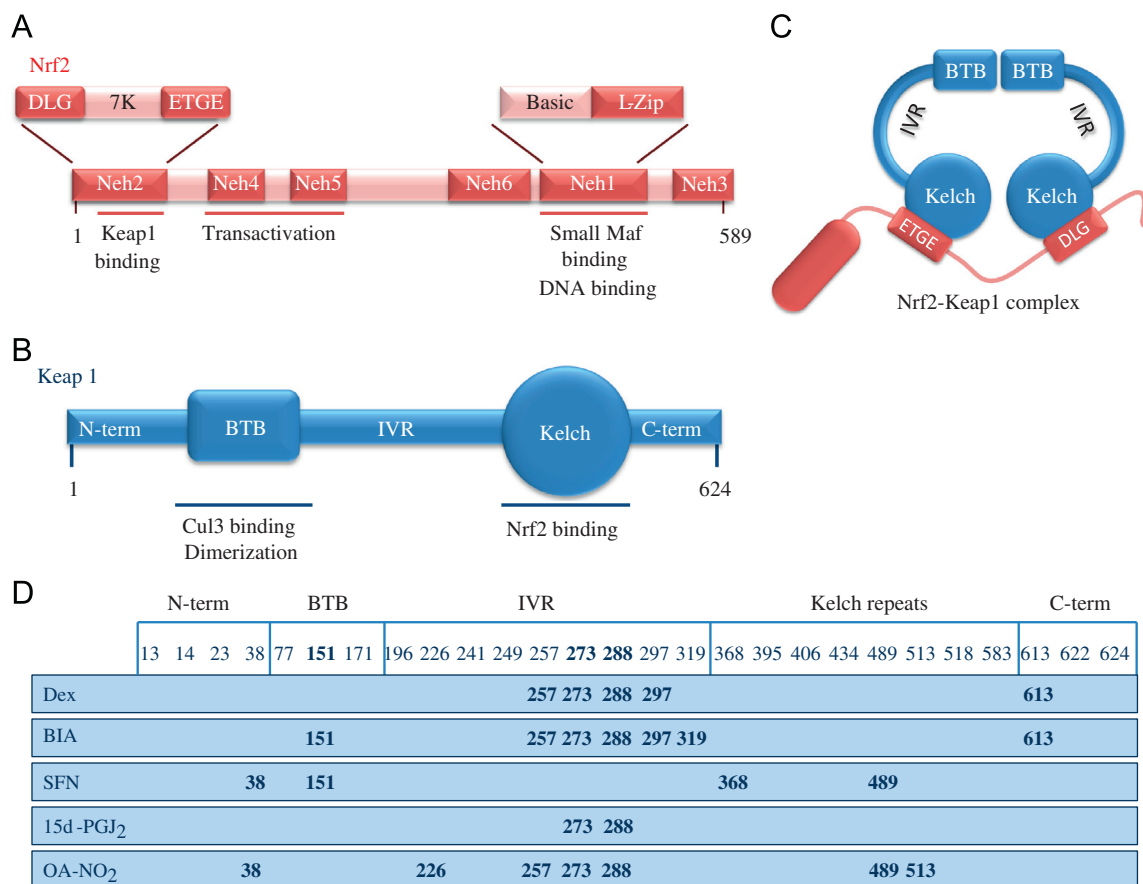 A
Nrf2
DLG 7K ETGE
Basic L-Zip
Neh2 Neh4 Neh5 Neh6 Neh1 Neh3
1 589
Keap1
binding
Transactivation
Small Maf
binding
DNA binding
C
BTB BTB
IVR IVR
Kelch Kelch
ETGE DLG
Nrf2-Keap1 complex
B
Keap 1
N-term BTB IVR Kelch C-term
1 624
Cul3 binding
Dimerization
Nrf2 binding
D
N-term BTB IVR Kelch repeats C-term
13 14 23 38 77 151 171 196 226 241 249 257 273 288 297 319 368 395 406 434 489 513 518 583 613 622 624
Dex 257 273 288 297 613
BIA 151 257 273 288 297 319 613
SFN 38 151 368 489
15d-PGJ2 273 288
OA-NO2 38 226 257 273 288 489 513